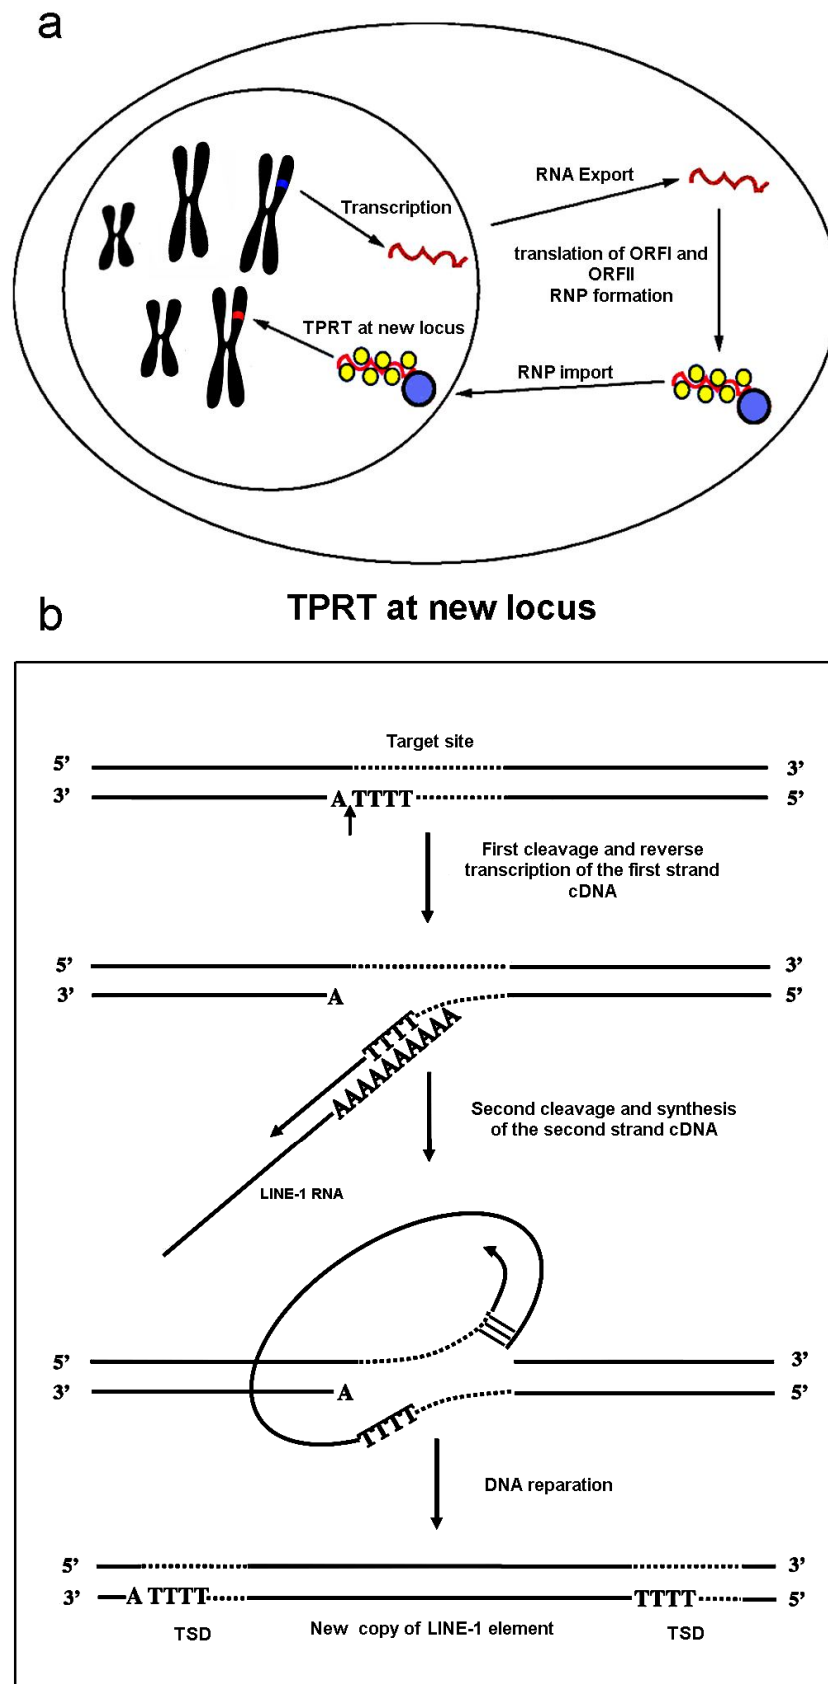 a
RNA Export
Transcription
translation of ORFI and
ORFII
RNP formation
TPRT at new locus
RNP import
b
TPRT at new locus
Target site
5’ 3’
3’ A TTTT 5’
First cleavage and reverse
transcription of the first strand
cDNA
5’ 3’
3’ A 5’
TTTT
AAAAAAAAAA
Second cleavage and synthesis
of the second strand cDNA
LINE-1 RNA
5’ 3’
3’ A 5’
TTTT
DNA reparation
5’ 3’
3’ A TTTT TTTT 5’
TSD New copy of LINE-1 element TSD